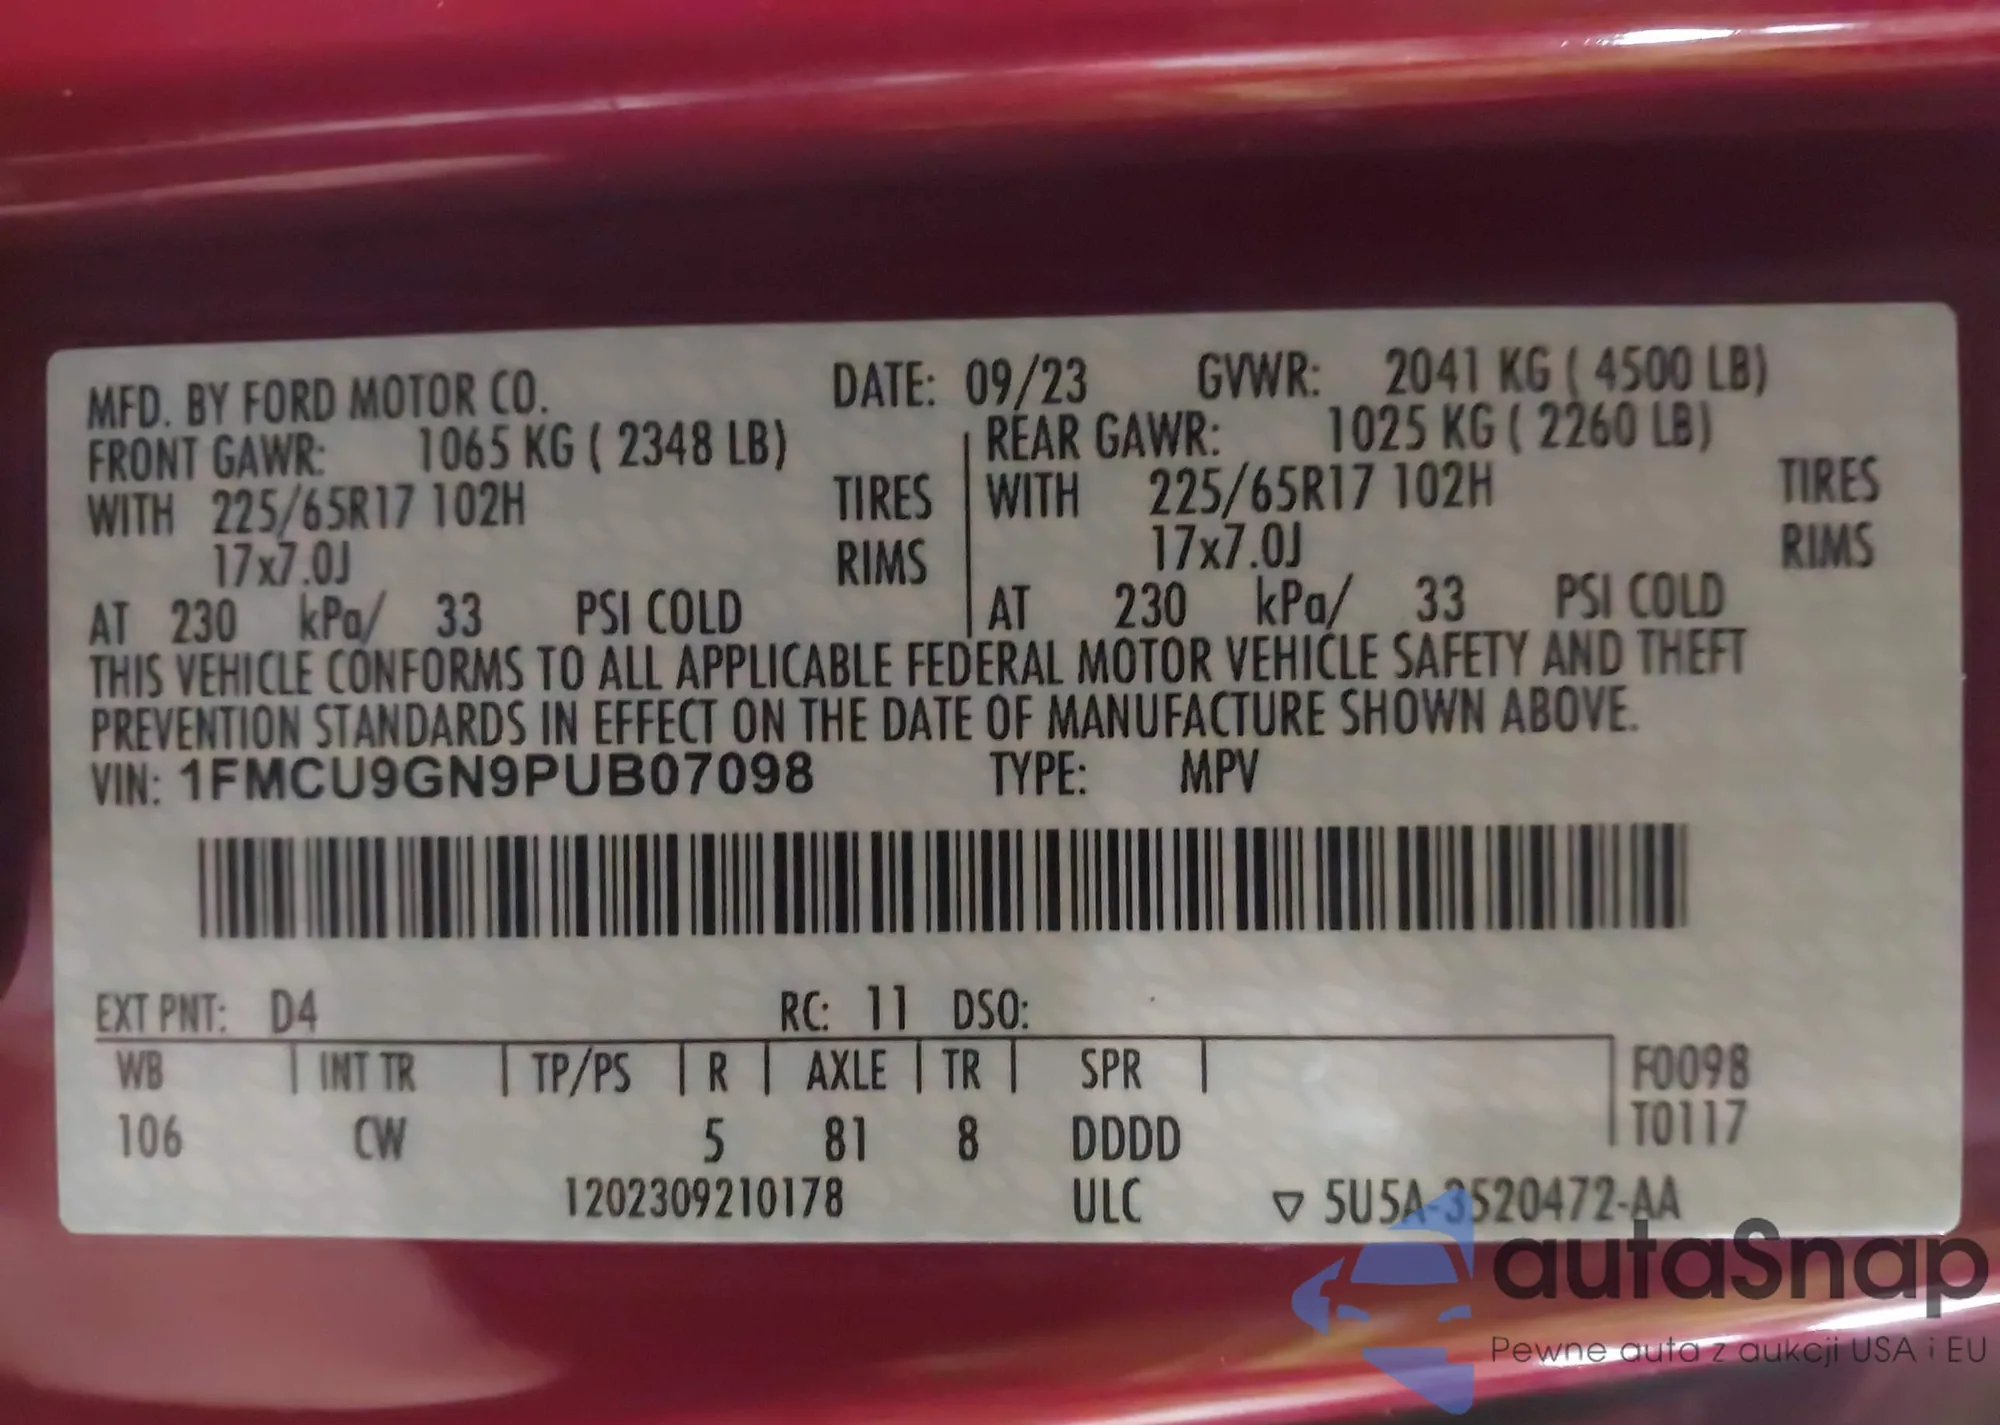 MFD. BY FORD MOTOR CO. DATE: 09/23 GVWR: 2041 KG ( 4500 LB)
FRONT GAWR: 1065 KG ( 2348 LB) REAR GAWR: 1025 KG ( 2260 LB)
WITH 225/65R17 102H TIRES WITH 225/65R17 102H TIRES
17x7.0J RIMS 17x7.0J RIMS
AT 230 kPa/ 33 PSI COLD AT 230 kPa/ 33 PSI COLD
THIS VEHICLE CONFORMS TO ALL APPLICABLE FEDERAL MOTOR VEHICLE SAFETY AND THEFT
PREVENTION STANDARDS IN EFFECT ON THE DATE OF MANUFACTURE SHOWN ABOVE.
VIN: 1FMCU9GN9PUB07098 TYPE: MPV
EXT PNT: D4 RC: 11 DSO:
WB INT TR TP/PS R AXLE TR SPR F0098
106 CW 5 81 8 DDDD T0117
1202309210178 ULC ▽ 5U5A-3520472-AA
autaSnap
Pewne auta z aukcji USA i EU